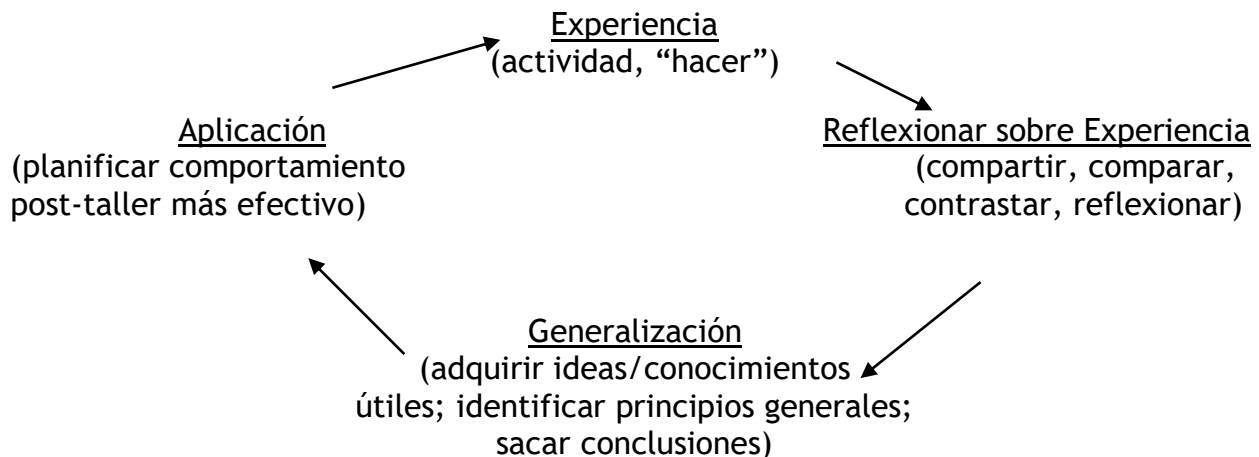 Experiencia
(actividad, “hacer”)
Aplicación
(planificar comportamiento
post-taller más efectivo)
Reflexionar sobre Experiencia
(compartir, comparar,
contrastar, reflexionar)
Generalización
(adquirir ideas/conocimientos
útiles; identificar principios generales;
sacar conclusiones)